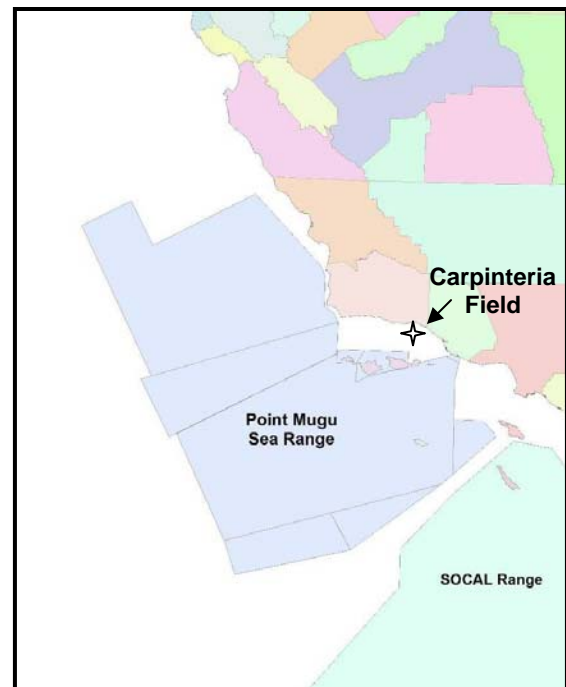 Carpinteria
Field
Point Mugu
Sea Range
SOCAL Range